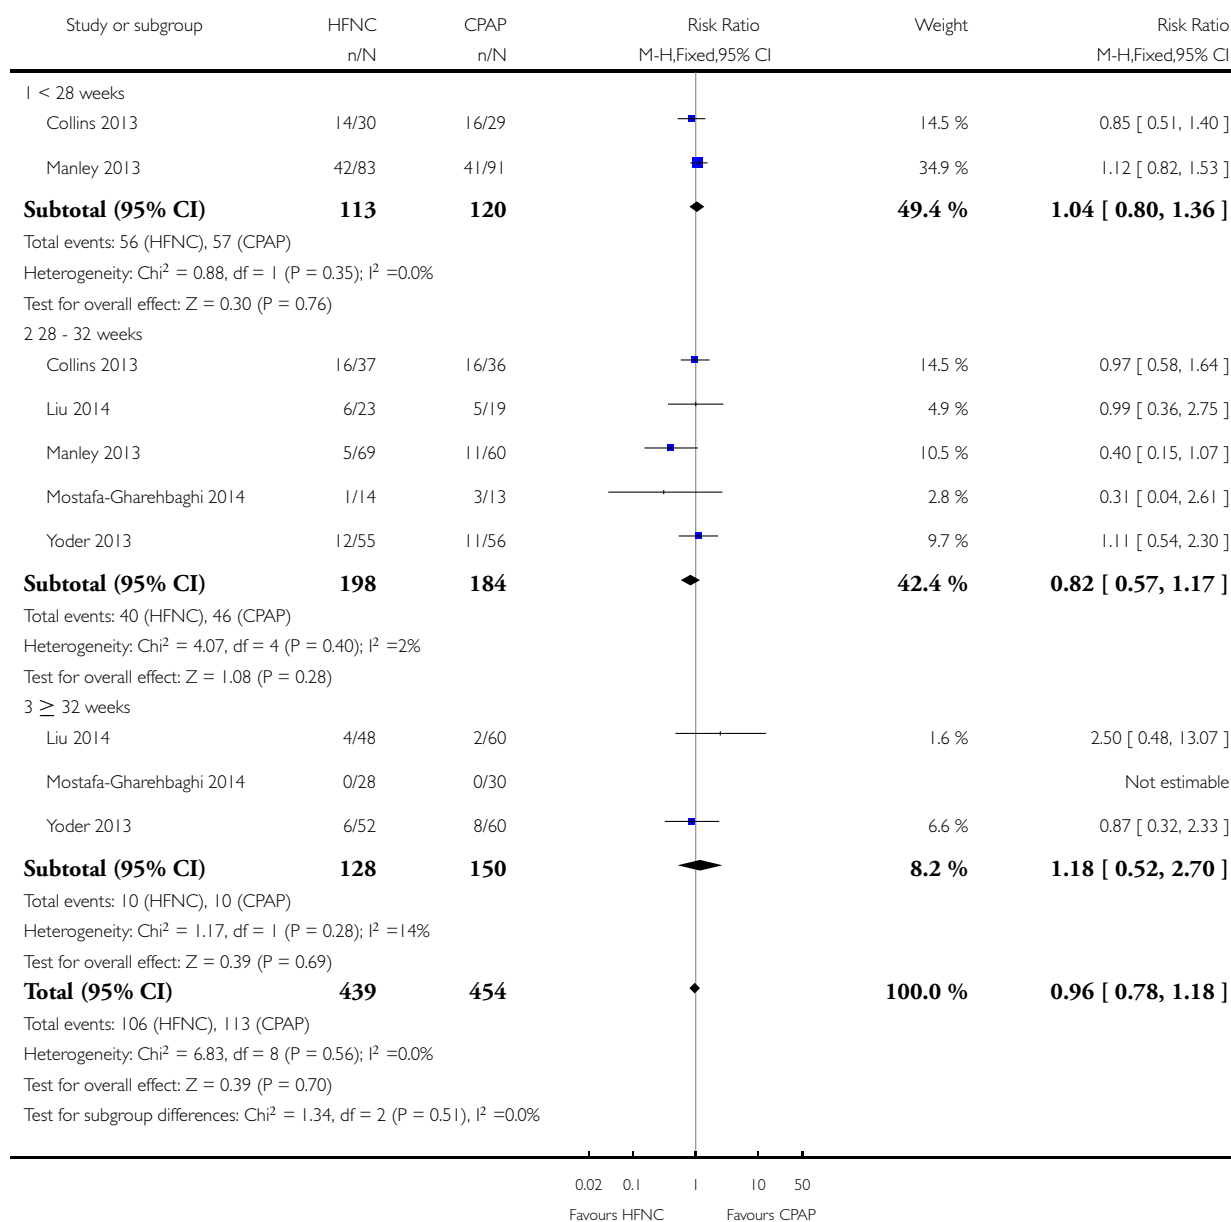 Study or subgroup HFNC CPAP Risk Ratio Weight Risk Ratio
n/N n/N M-H,Fixed,95% CI M-H,Fixed,95% CI
1 < 28 weeks
Collins 2013 14/30 16/29 14.5 % 0.85 [ 0.51, 1.40 ]
Manley 2013 42/83 41/91 34.9 % 1.12 [ 0.82, 1.53 ]
Subtotal (95% CI) 113 120 49.4 % 1.04 [ 0.80, 1.36 ]
Total events: 56 (HFNC), 57 (CPAP)
Heterogeneity: Chi² = 0.88, df = 1 (P = 0.35); I² =0.0%
Test for overall effect: Z = 0.30 (P = 0.76)
2 28 - 32 weeks
Collins 2013 16/37 16/36 14.5 % 0.97 [ 0.58, 1.64 ]
Liu 2014 6/23 5/19 4.9 % 0.99 [ 0.36, 2.75 ]
Manley 2013 5/69 11/60 10.5 % 0.40 [ 0.15, 1.07 ]
Mostafa-Gharehbaghi 2014 1/14 3/13 2.8 % 0.31 [ 0.04, 2.61 ]
Yoder 2013 12/55 11/56 9.7 % 1.11 [ 0.54, 2.30 ]
Subtotal (95% CI) 198 184 42.4 % 0.82 [ 0.57, 1.17 ]
Total events: 40 (HFNC), 46 (CPAP)
Heterogeneity: Chi² = 4.07, df = 4 (P = 0.40); I² =2%
Test for overall effect: Z = 1.08 (P = 0.28)
3 ≥ 32 weeks
Liu 2014 4/48 2/60 1.6 % 2.50 [ 0.48, 13.07 ]
Mostafa-Gharehbaghi 2014 0/28 0/30 Not estimable
Yoder 2013 6/52 8/60 6.6 % 0.87 [ 0.32, 2.33 ]
Subtotal (95% CI) 128 150 8.2 % 1.18 [ 0.52, 2.70 ]
Total events: 10 (HFNC), 10 (CPAP)
Heterogeneity: Chi² = 1.17, df = 1 (P = 0.28); I² =14%
Test for overall effect: Z = 0.39 (P = 0.69)
Total (95% CI) 439 454 100.0 % 0.96 [ 0.78, 1.18 ]
Total events: 106 (HFNC), 113 (CPAP)
Heterogeneity: Chi² = 6.83, df = 8 (P = 0.56); I² =0.0%
Test for overall effect: Z = 0.39 (P = 0.70)
Test for subgroup differences: Chi² = 1.34, df = 2 (P = 0.51), I² =0.0%
0.02 0.1 1 10 50
Favours HFNC Favours CPAP